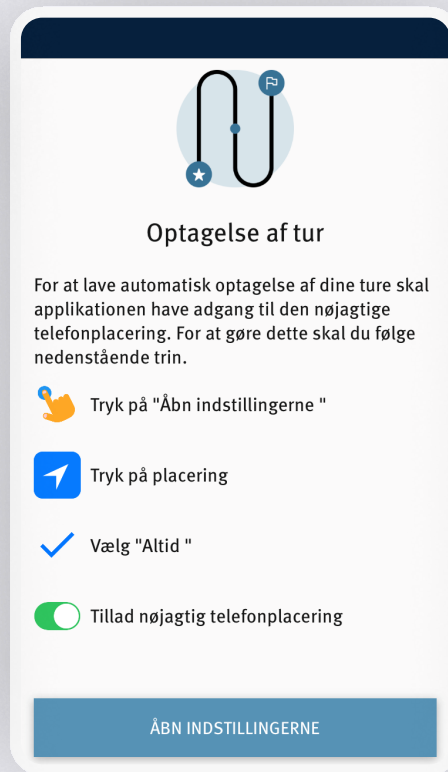 Optagelse af tur
For at lave automatisk optagelse af dine ture skal
applikationen have adgang til den nøjagtige
telefonplacering. For at gøre dette skal du følge
nedenstående trin.
Tryk på "Åbn indstillingerne "
Tryk på placering
Vælg "Altid "
Tillad nøjagtig telefonplacering
ÅBN INDSTILLINGERNE